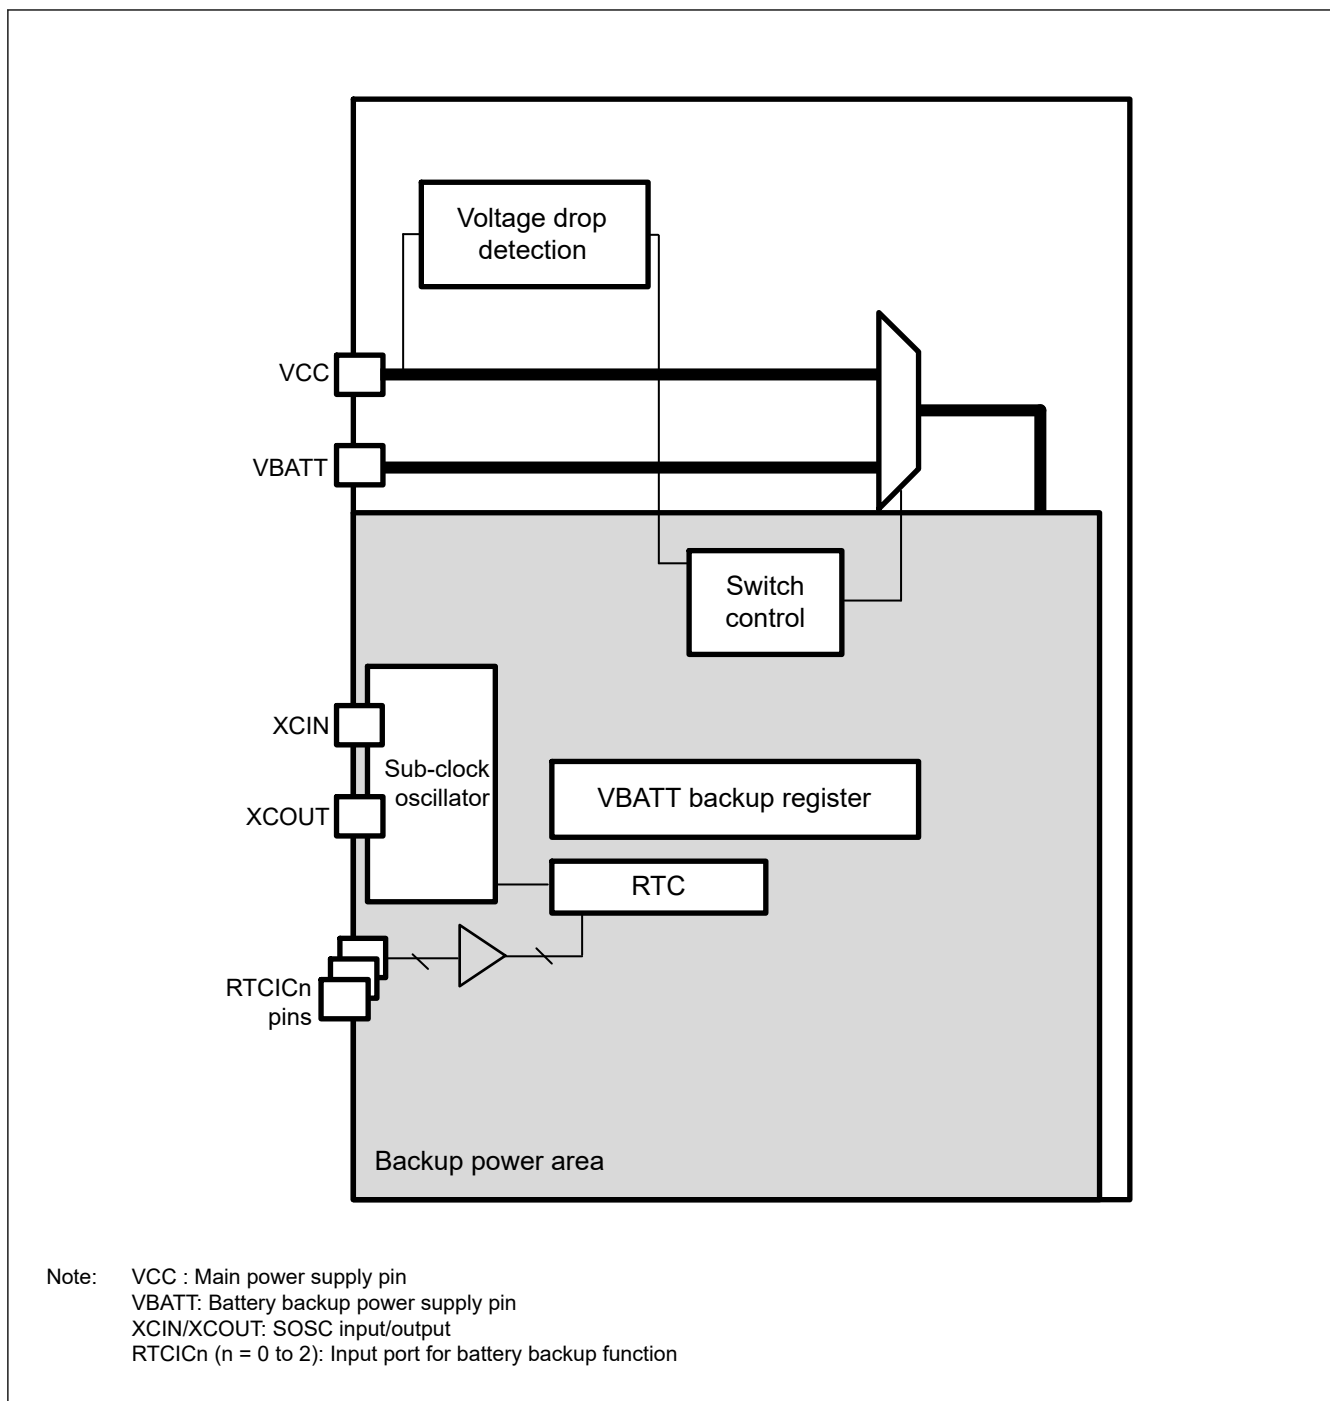 Voltage drop
detection
VCC
VBATT
Switch
control
XCIN
Sub-clock
oscillator
XCOUT
VBATT backup register
RTC
RTCICn
pins
Backup power area
Note: VCC : Main power supply pin
VBATT: Battery backup power supply pin
XCIN/XCOUT: SOSC input/output
RTCICn (n = 0 to 2): Input port for battery backup function